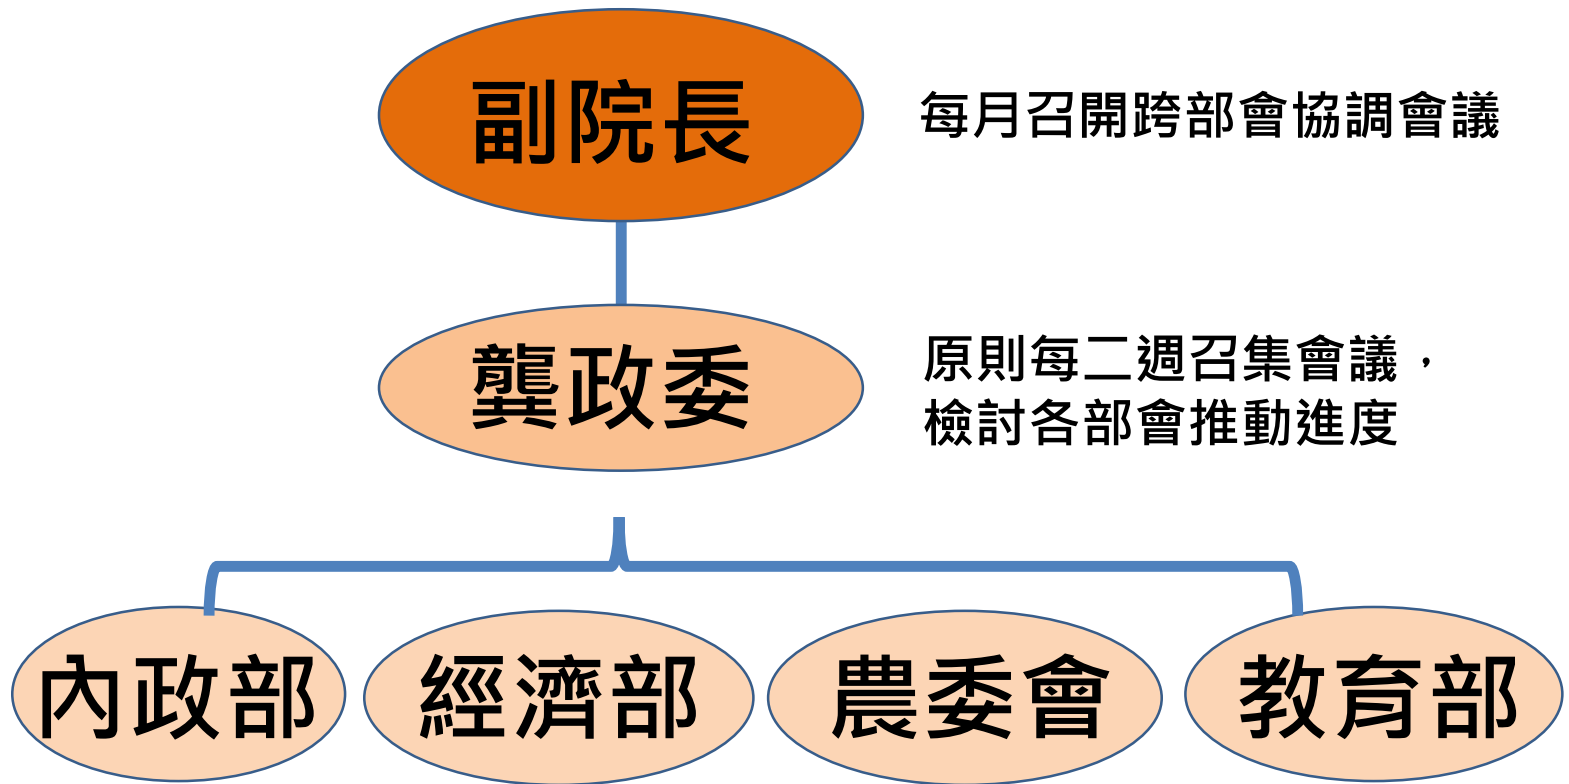 副院長
每月召開跨部會協調會議
龔政委
原則每二週召集會議，
檢討各部會推動進度
內政部
經濟部
農委會
教育部